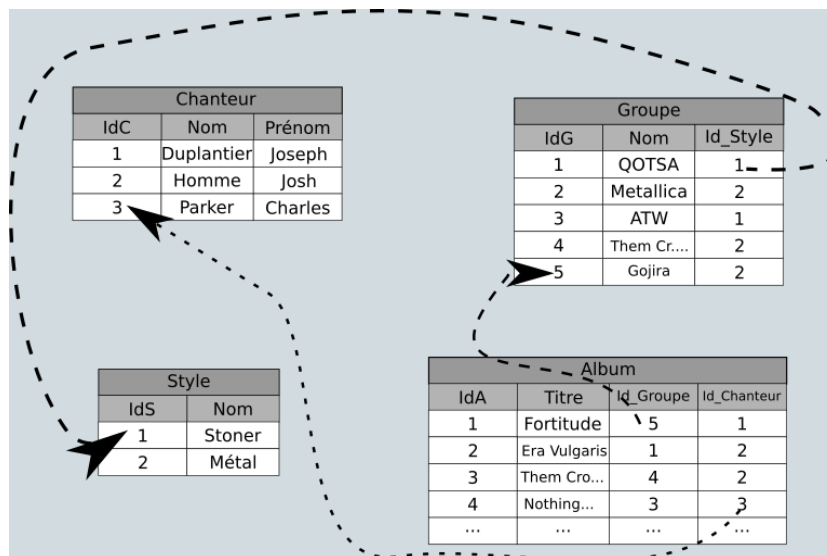 Chanteur
IdC Nom Prénom
1 Duplantier Joseph
2 Homme Josh
3 Parker Charles
Groupe
IdG Nom Id_Style
1 QOTSA 1
2 Metallica 2
3 ATW 1
4 Them Cr.... 2
5 Gojira 2
Style
IdS Nom
1 Stoner
2 Métal
Album
IdA Titre Id_Groupe Id_Chanteur
1 Fortitude 5 1
2 Era Vulgaris 1 2
3 Them Cro... 4 2
4 Nothing... 3 3
... ... ... ...